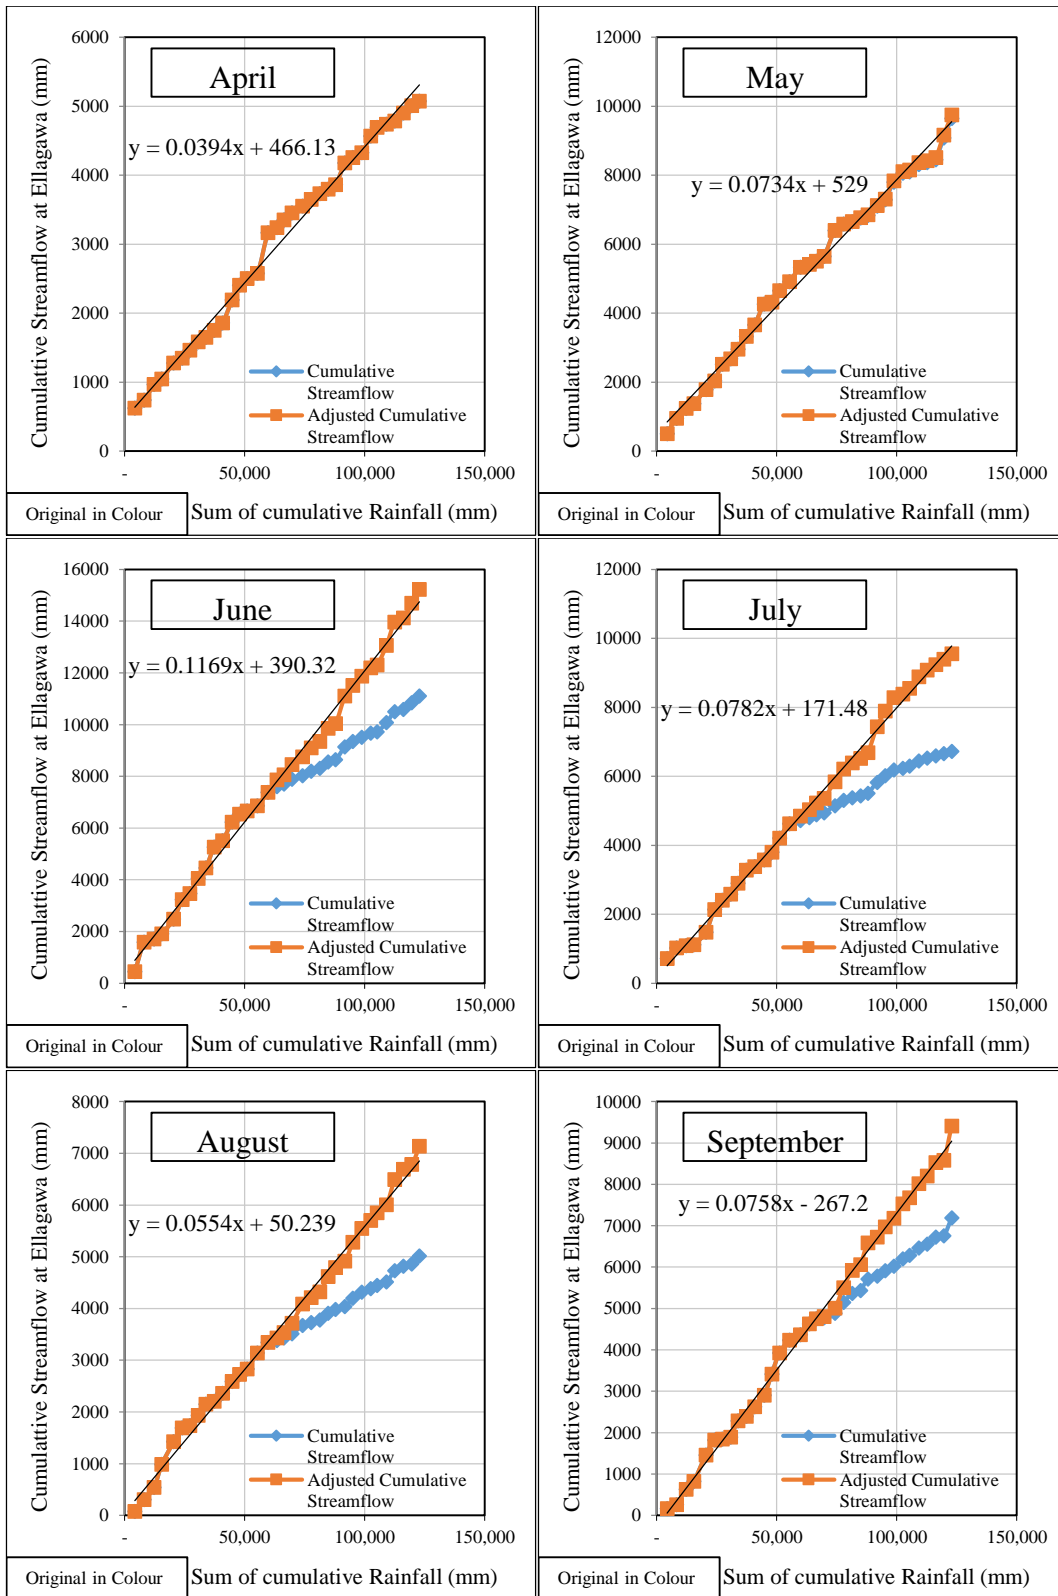 April
Cumulative Streamflow at Ellagawa (mm)
6000
5000
4000
3000
2000
1000
0
y = 0.0394x + 466.13
Cumulative
Streamflow
Adjusted Cumulative
Streamflow
-
50,000
100,000
150,000
Original in Colour
Sum of cumulative Rainfall (mm)
May
Cumulative Streamflow at Ellagawa (mm)
12000
10000
8000
6000
4000
2000
0
y = 0.0734x + 529
Cumulative
Streamflow
Adjusted Cumulative
Streamflow
-
50,000
100,000
150,000
Original in Colour
Sum of cumulative Rainfall (mm)
June
Cumulative Streamflow at Ellagawa (mm)
16000
14000
12000
10000
8000
6000
4000
2000
0
y = 0.1169x + 390.32
Cumulative
Streamflow
Adjusted Cumulative
Streamflow
-
50,000
100,000
150,000
Original in Colour
Sum of cumulative Rainfall (mm)
July
Cumulative Streamflow at Ellagawa (mm)
12000
10000
8000
6000
4000
2000
0
y = 0.0782x + 171.48
Cumulative
Streamflow
Adjusted Cumulative
Streamflow
-
50,000
100,000
150,000
Original in Colour
Sum of cumulative Rainfall (mm)
August
Cumulative Streamflow at Ellagawa (mm)
8000
7000
6000
5000
4000
3000
2000
1000
0
y = 0.0554x + 50.239
Cumulative
Streamflow
Adjusted Cumulative
Streamflow
-
50,000
100,000
150,000
Original in Colour
Sum of cumulative Rainfall (mm)
September
Cumulative Streamflow at Ellagawa (mm)
10000
9000
8000
7000
6000
5000
4000
3000
2000
1000
0
y = 0.0758x - 267.2
Cumulative
Streamflow
Adjusted Cumulative
Streamflow
-
50,000
100,000
150,000
Original in Colour
Sum of cumulative Rainfall (mm)